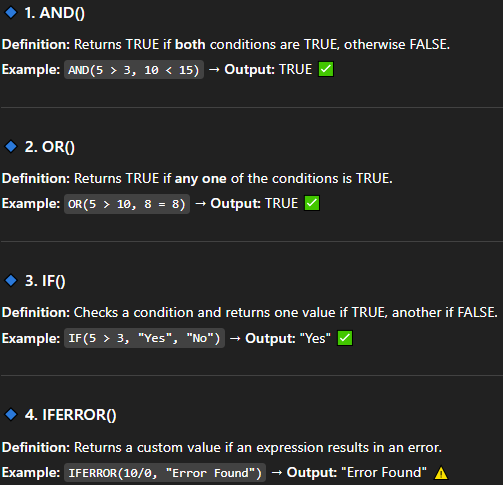 🔹 1. AND()
Definition: Returns TRUE if both conditions are TRUE, otherwise FALSE.
Example: AND(5 > 3, 10 < 15) → Output: TRUE ✅
🔹 2. OR()
Definition: Returns TRUE if any one of the conditions is TRUE.
Example: OR(5 > 10, 8 = 8) → Output: TRUE ✅
🔹 3. IF()
Definition: Checks a condition and returns one value if TRUE, another if FALSE.
Example: IF(5 > 3, "Yes", "No") → Output: "Yes" ✅
🔹 4. IFERROR()
Definition: Returns a custom value if an expression results in an error.
Example: IFERROR(10/0, "Error Found") → Output: "Error Found" ⚠️